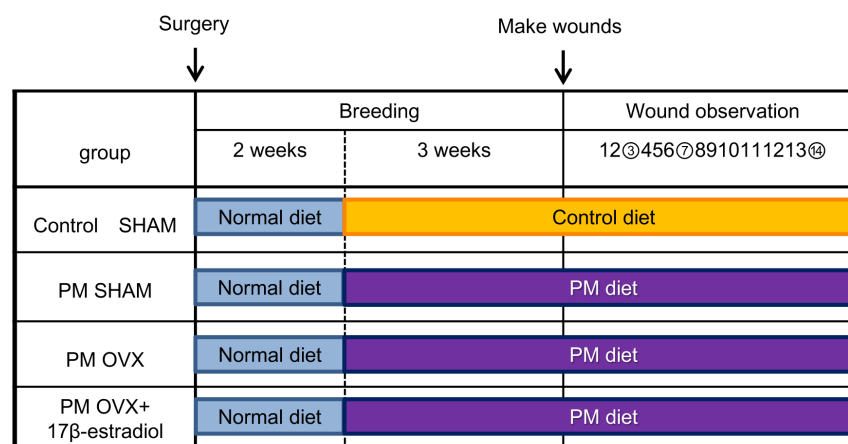 Surgery
Make wounds
Breeding
Wound observation
group
2 weeks
3 weeks
12③456⑦8910111213⑭
Control SHAM
Normal diet
Control diet
PM SHAM
Normal diet
PM diet
PM OVX
Normal diet
PM diet
PM OVX+
17β-estradiol
Normal diet
PM diet